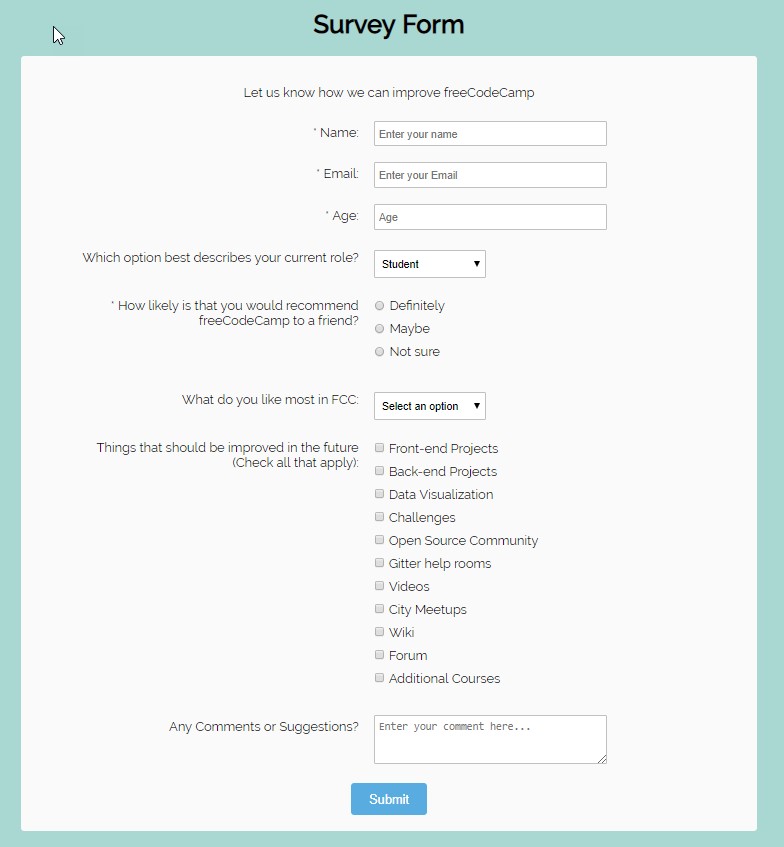 Survey Form
Let us know how we can improve freeCodeCamp
* Name:
Enter your name
* Email:
Enter your Email
* Age:
Age
Which option best describes your current role?
Student
* How likely is that you would recommend
freeCodeCamp to a friend?
Definitely
Maybe
Not sure
What do you like most in FCC:
Select an option
Things that should be improved in the future
(Check all that apply):
Front-end Projects
Back-end Projects
Data Visualization
Challenges
Open Source Community
Gitter help rooms
Videos
City Meetups
Wiki
Forum
Additional Courses
Any Comments or Suggestions?
Enter your comment here...
Submit